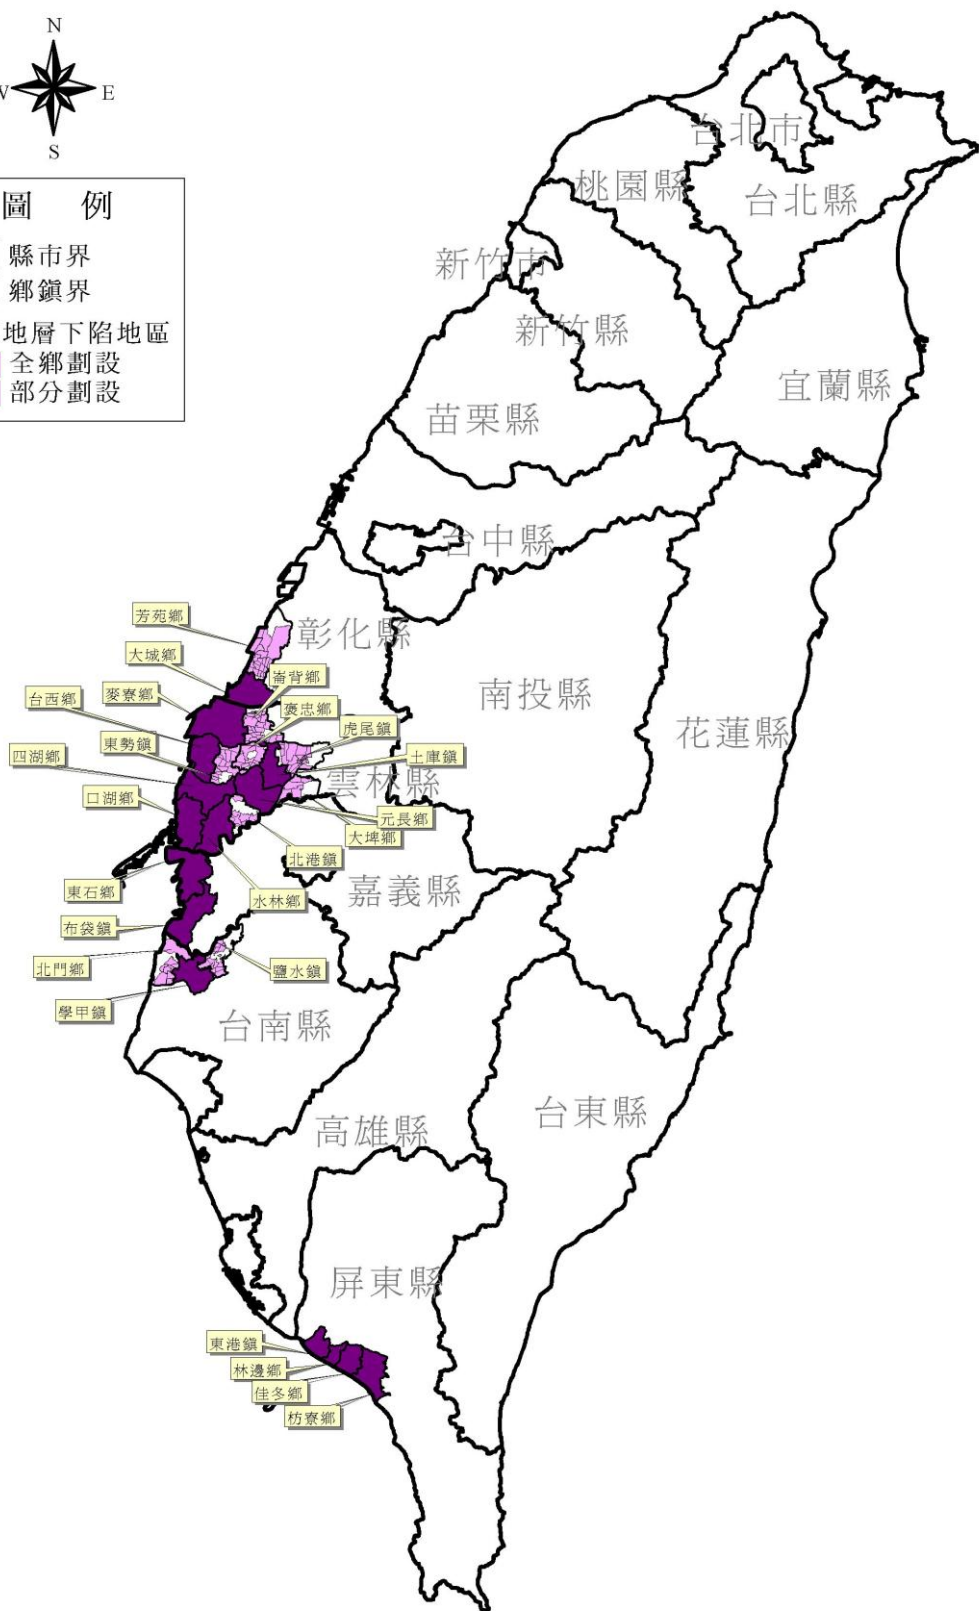 N
W
E
S
圖 例
縣市界
鄉鎮界
地層下陷地區
全鄉劃設
部分劃設
台北市
桃園縣
台北縣
新竹市
新竹縣
宜蘭縣
苗栗縣
台中縣
芳苑鄉
彰化縣
大城鄉
崙背鄉
麥寮鄉
南投縣
台西鄉
褒忠鄉
花蓮縣
東勢鎮
虎尾鎮
四湖鄉
土庫鎮
雲林縣
口湖鄉
元長鄉
大埤鄉
北港鎮
東石鄉
水林鄉
嘉義縣
布袋鎮
北門鄉
鹽水鎮
學甲鎮
台南縣
台東縣
高雄縣
屏東縣
東港鎮
林邊鄉
佳冬鄉
枋寮鄉